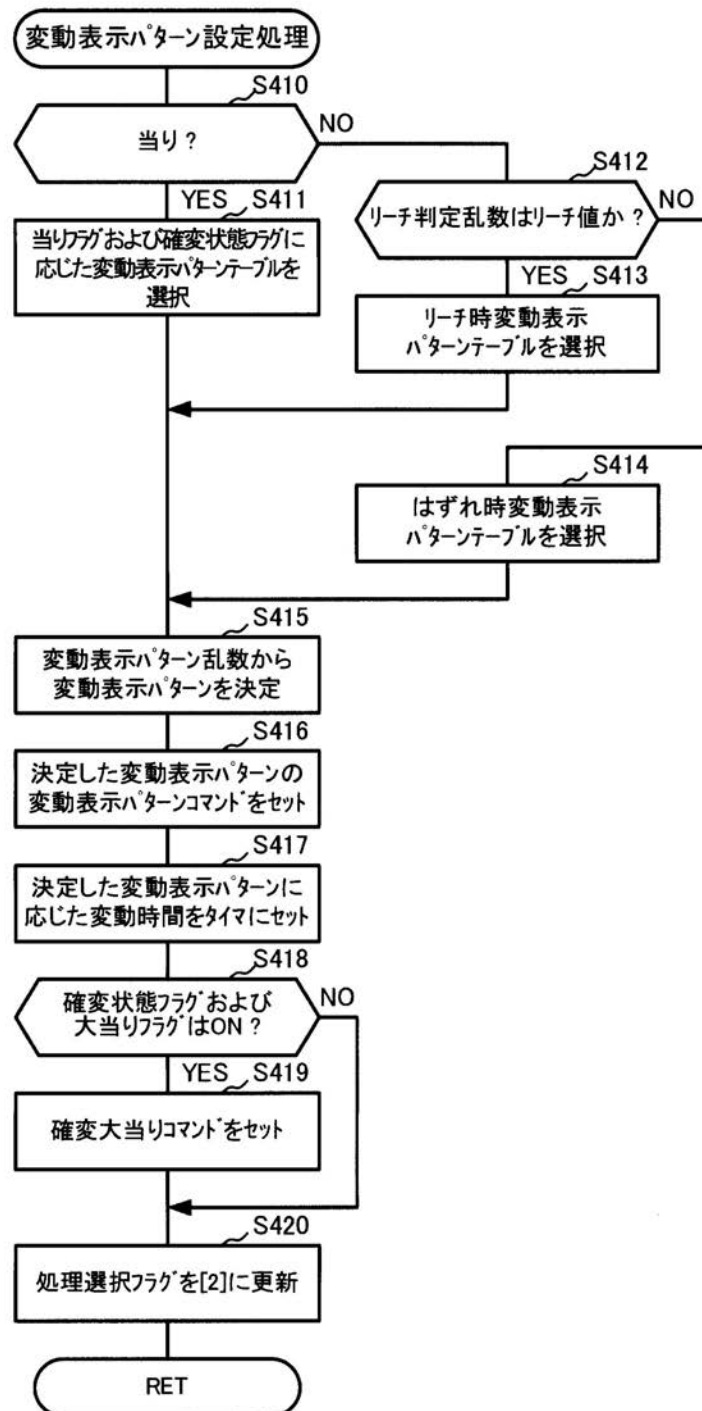 変動表示パターン設定処理
S410
当り?
NO
YES
S411
当りフラグおよび確変状態フラグに
応じた変動表示パターンテーブルを
選択
S412
リーチ判定乱数はリーチ値か?
NO
YES
S413
リーチ時変動表示
パターンテーブルを選択
S414
はずれ時変動表示
パターンテーブルを選択
S415
変動表示パターン乱数から
変動表示パターンを決定
S416
決定した変動表示パターンの
変動表示パターンコマンドをセット
S417
決定した変動表示パターンに
応じた変動時間をタイマにセット
S418
確変状態フラグおよび
大当りフラグはON?
NO
YES
S419
確変大当りコマンドをセット
S420
処理選択フラグを[2]に更新
RET